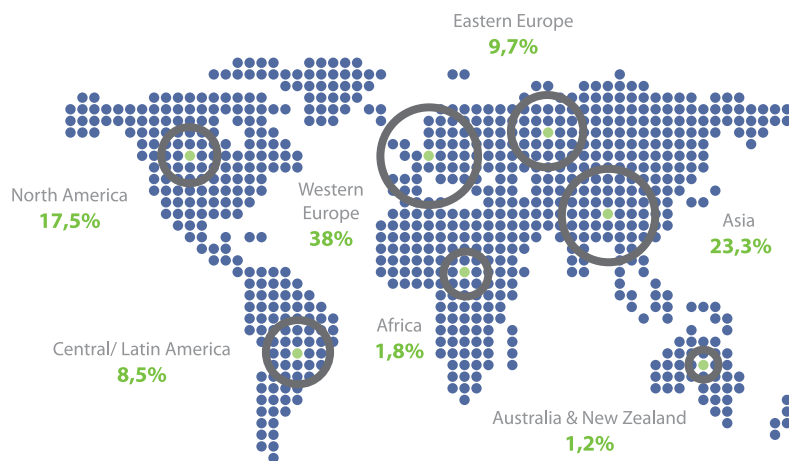 Eastern Europe
9,7%
North America
17,5%
Western
Europe
38%
Asia
23,3%
Africa
1,8%
Central/ Latin America
8,5%
Australia & New Zealand
1,2%